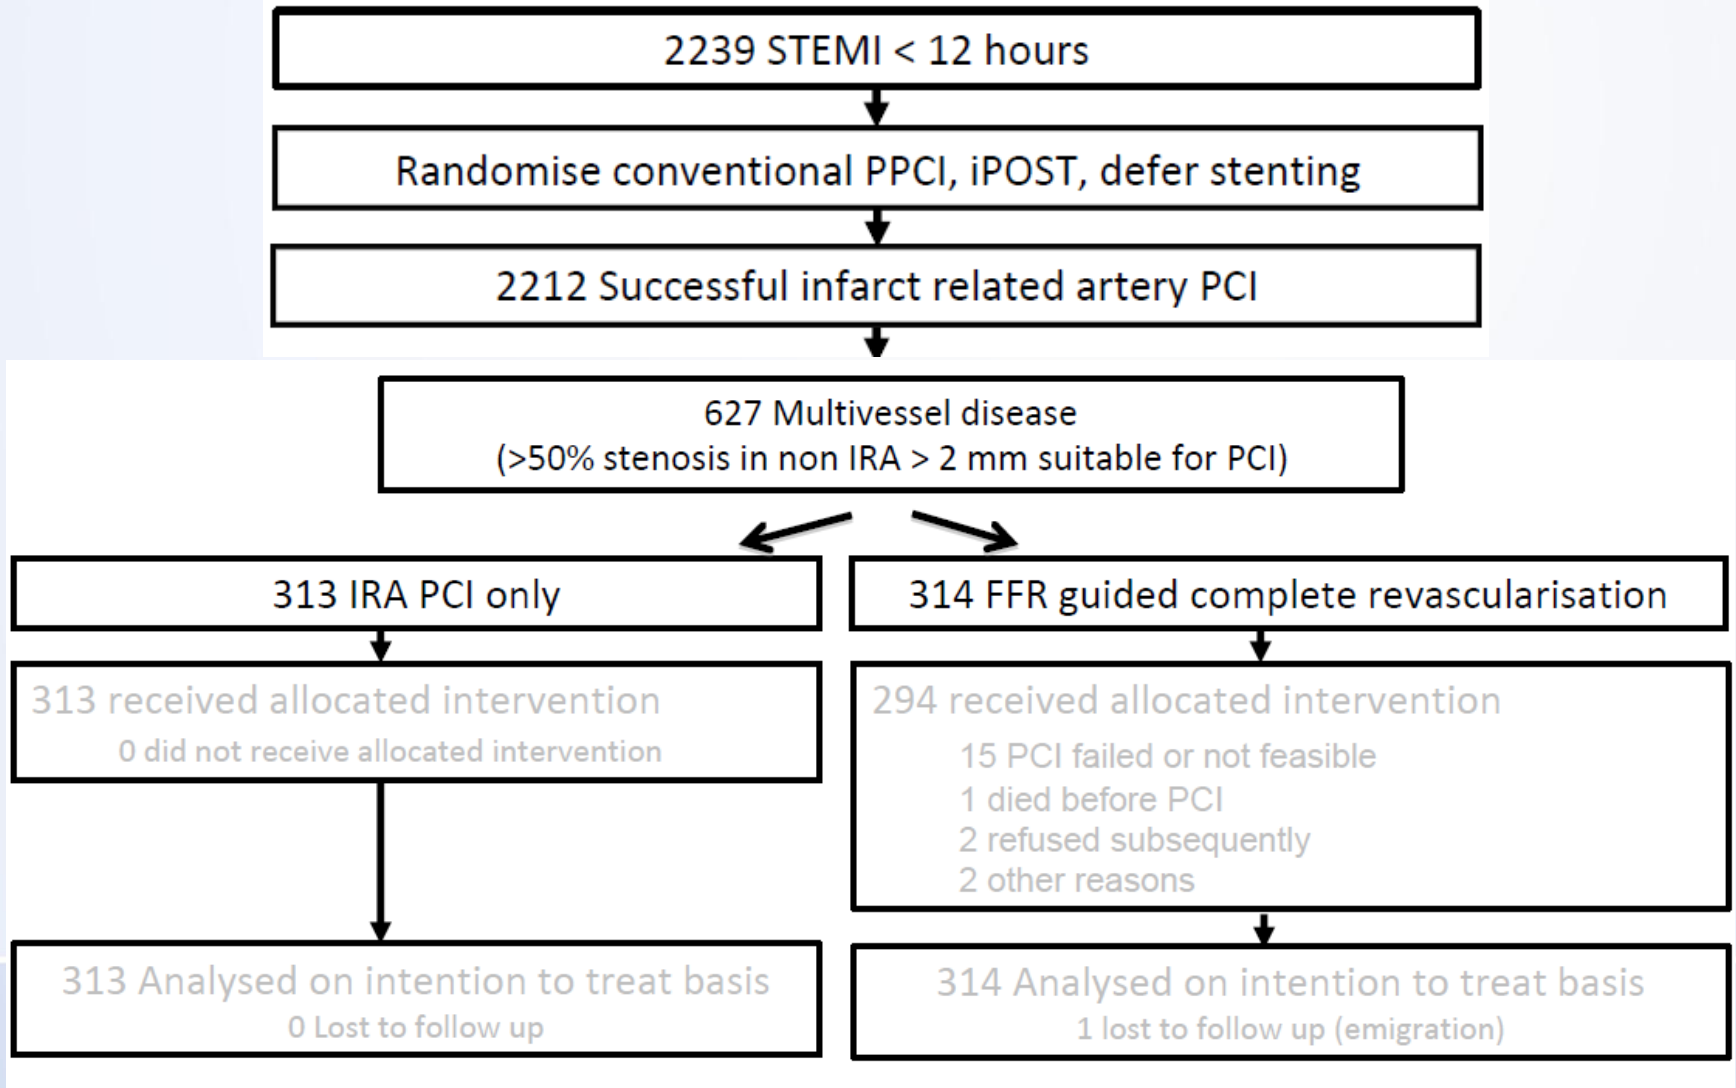 2239 STEMI < 12 hours
Randomise conventional PPCI, iPOST, defer stenting
2212 Successful infarct related artery PCI
627 Multivessel disease
(>50% stenosis in non IRA > 2 mm suitable for PCI)
313 IRA PCI only
314 FFR guided complete revascularisation
313 received allocated intervention
0 did not receive allocated intervention
294 received allocated intervention
15 PCI failed or not feasible
1 died before PCI
2 refused subsequently
2 other reasons
313 Analysed on intention to treat basis
0 Lost to follow up
314 Analysed on intention to treat basis
1 lost to follow up (emigration)